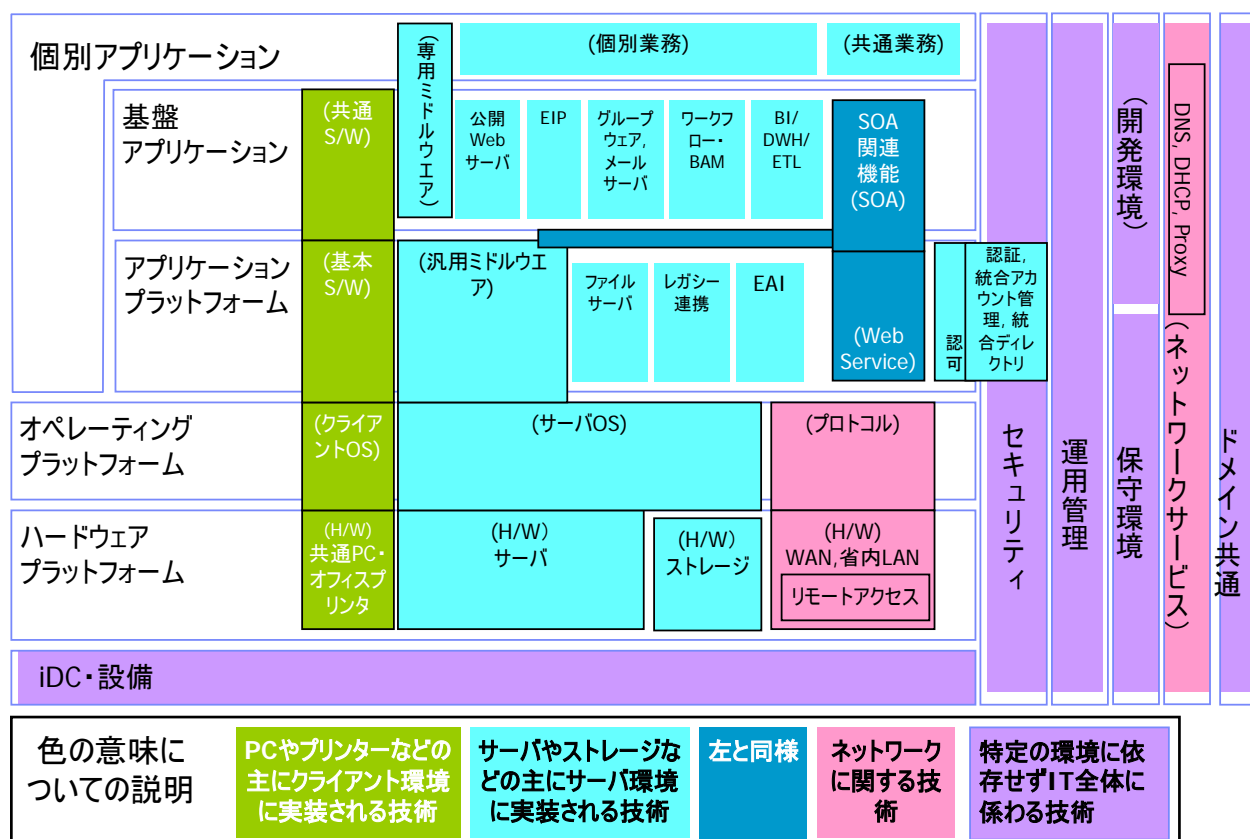 個別アプリケーション
(専用ミドルウエア)
(個別業務)
(共通業務)
基盤
アプリケーション
(共通
S/W)
公開
Web
サーバ
EIP
グループ
ウェア,
メール
サーバ
ワークフ
ロー・
BAM
BI/
DWH/
ETL
SOA
関連
機能
(SOA)
アプリケーション
プラットフォーム
(基本
S/W)
(汎用ミドルウエ
ア)
ファイル
サーバ
レガシー
連携
EAI
(Web
Service)
認可
認証,
統合アカ
ウント管
理, 統
合ディレ
クトリ
オペレーティング
プラットフォーム
(クライア
ントOS)
(サーバOS)
(プロトコル)
ハードウェア
プラットフォーム
(H/W)
共通PC・
オフィスプ
リンタ
(H/W)
サーバ
(H/W)
ストレージ
(H/W)
WAN,省内LAN
リモートアクセス
iDC・設備
セキュリティ
運用管理
(開発環境)
保守環境
DNS, DHCP, Proxy
(ネットワークサービス)
ドメイン共通
色の意味に
ついての説明
PCやプリンターなどの
主にクライアント環境
に実装される技術
サーバやストレージな
どの主にサーバ環境
に実装される技術
左と同様
ネットワーク
に関する技
術
特定の環境に依
存せずIT全体に
係わる技術